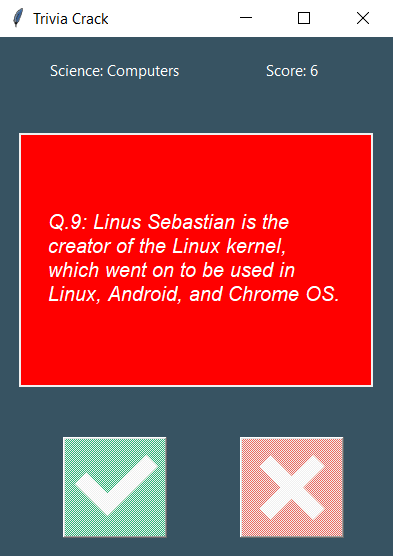 Trivia Crack
Science: Computers Score: 6
Q.9: Linus Sebastian is the
creator of the Linux kernel,
which went on to be used in
Linux, Android, and Chrome OS.